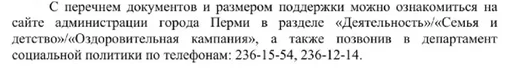 С перечнем документов и размером поддержки можно ознакомиться на
сайте администрации города Перми в разделе «Деятельность»/«Семья и
детство»/«Оздоровительная кампания», а также позвонив в департамент
социальной политики по телефонам: 236-15-54, 236-12-14.